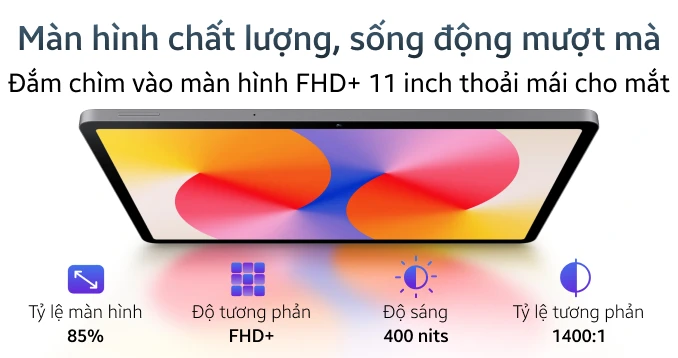 Màn hình chất lượng, sống động mượt mà
Đắm chìm vào màn hình FHD+ 11 inch thoải mái cho mắt
Tỷ lệ màn hình
85%
Độ tương phản
FHD+
Độ sáng
400 nits
Tỷ lệ tương phản
1400:1